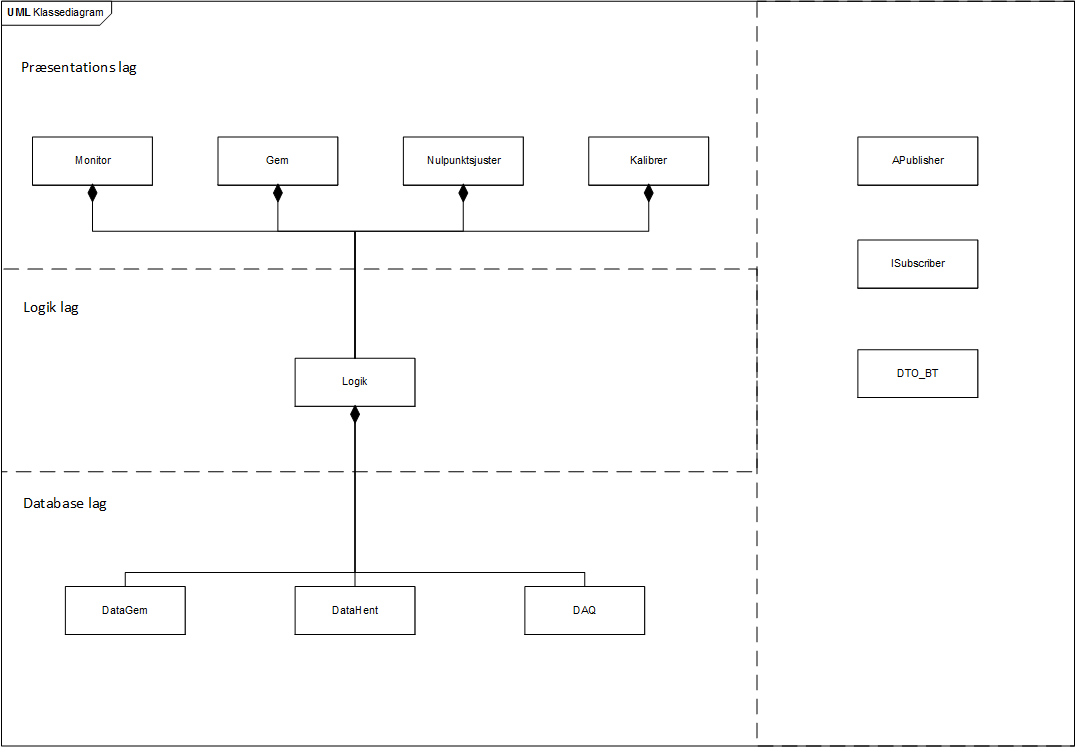 UML Klassediagram
Præsentations lag
Monitor
Gem
Nulpunktsjuster
Kalibrer
APublisher
ISubscriber
Logik lag
Logik
DTO_BT
Database lag
DataGem
DataHent
DAQ